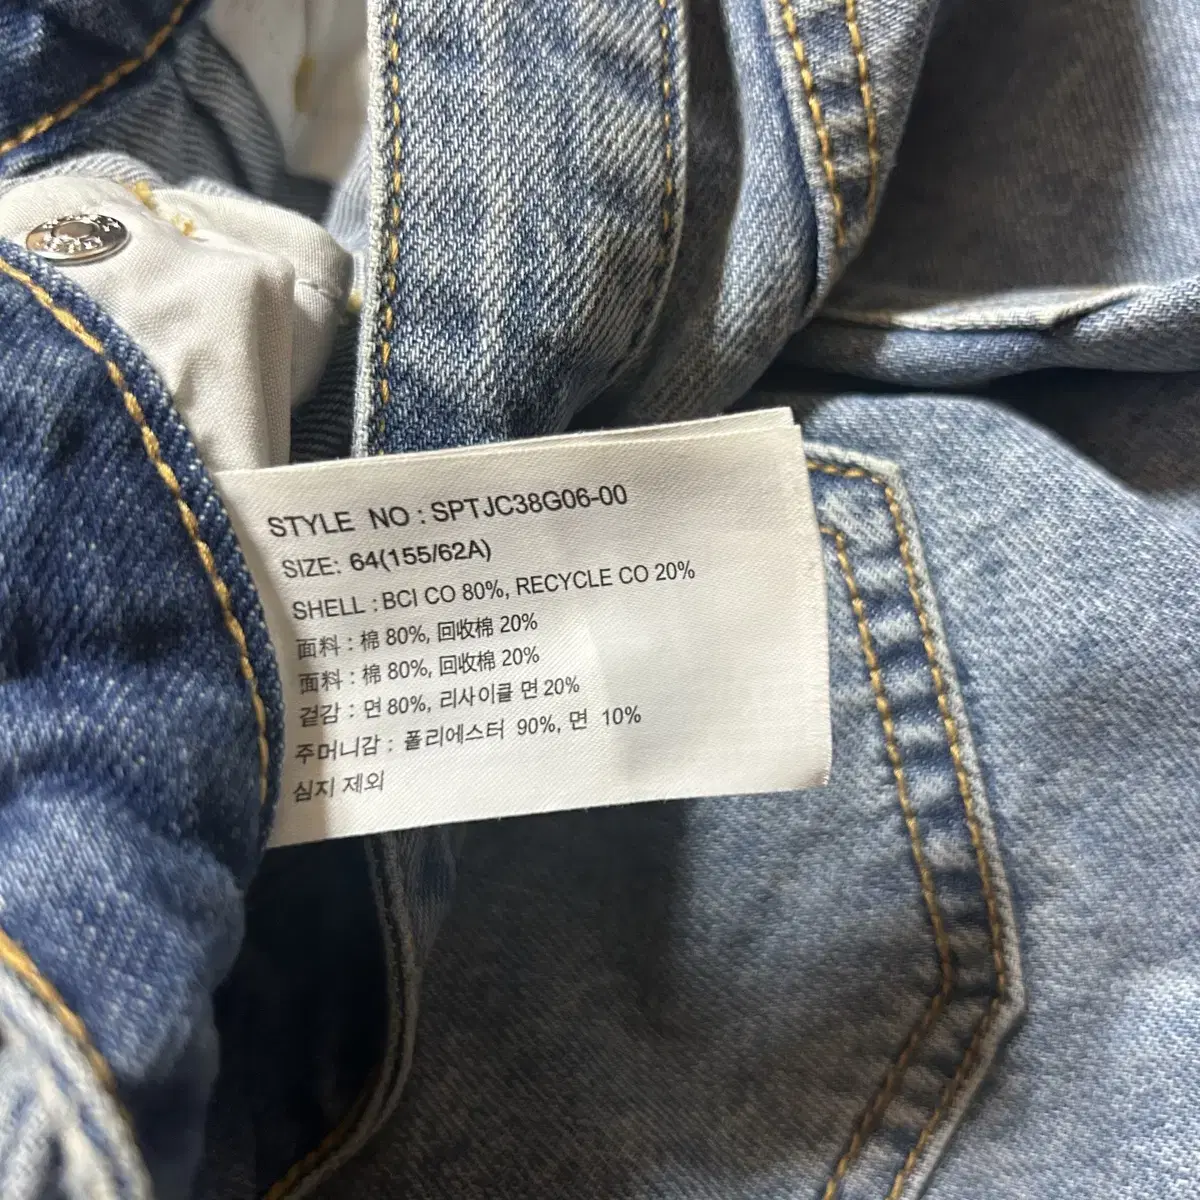 STYLE NO : SPTJC38G06-00
SIZE: 64(155/62A)
SHELL : BCI CO 80%, RECYCLE CO 20%
面料 : 棉 80%, 回收棉 20%
面料 : 棉 80%, 回收棉 20%
겉감 : 면 80%, 리사이클 면 20%
주머니감 : 폴리에스터 90%, 면 10%
심지 제외